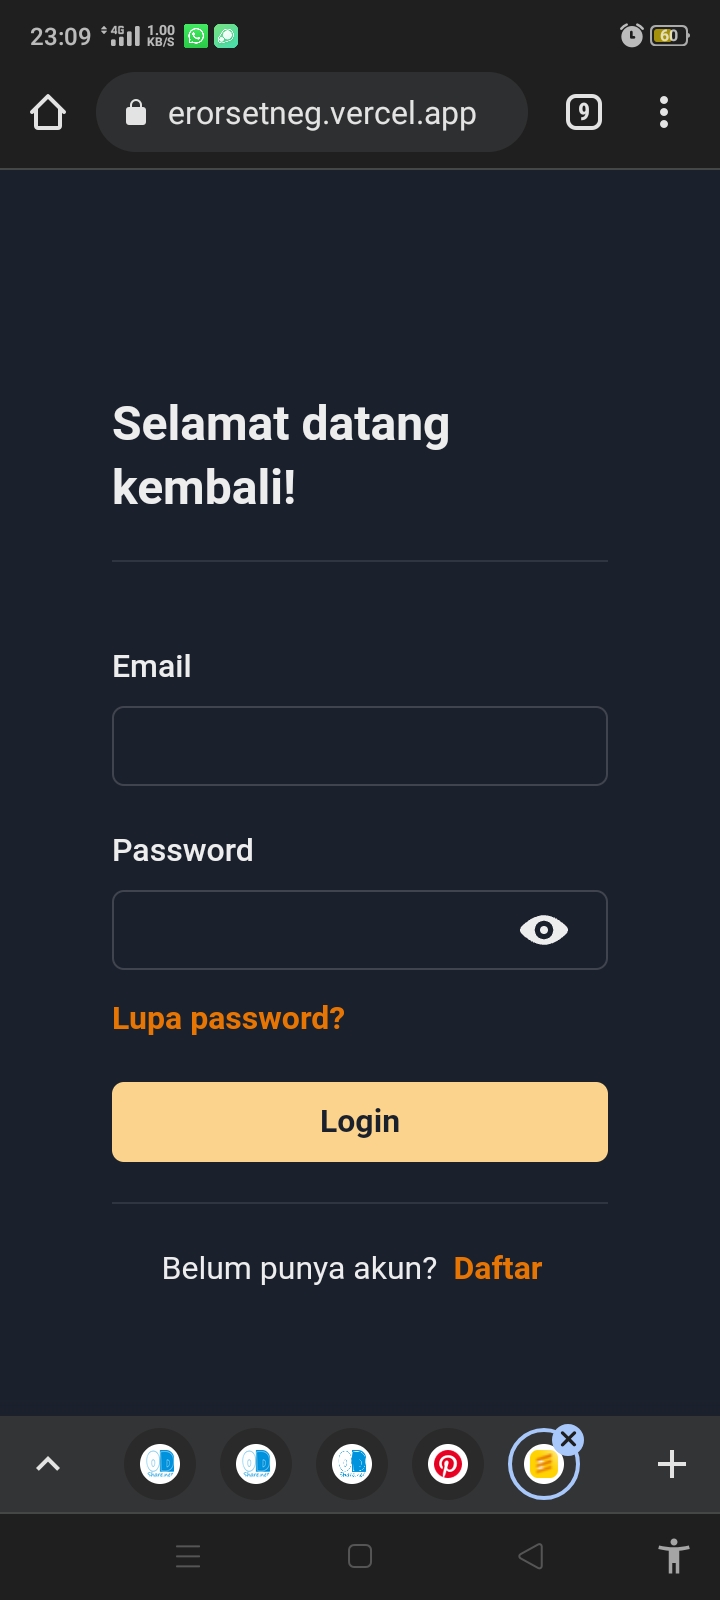 23:09 4G 1.00 KB/S 60
erorsetneg.vercel.app 9
Selamat datang
kembali!
Email
Password
Lupa password?
Login
Belum punya akun? Daftar